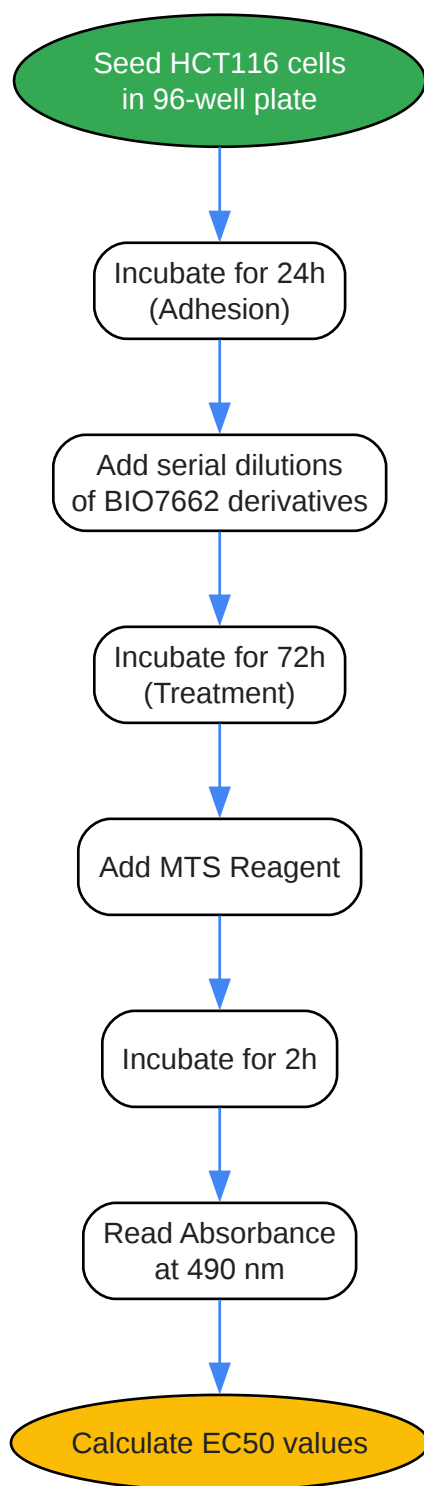 Seed HCT116 cells
in 96-well plate
Incubate for 24h
(Adhesion)
Add serial dilutions
of BIO7662 derivatives
Incubate for 72h
(Treatment)
Add MTS Reagent
Incubate for 2h
Read Absorbance
at 490 nm
Calculate EC50 values